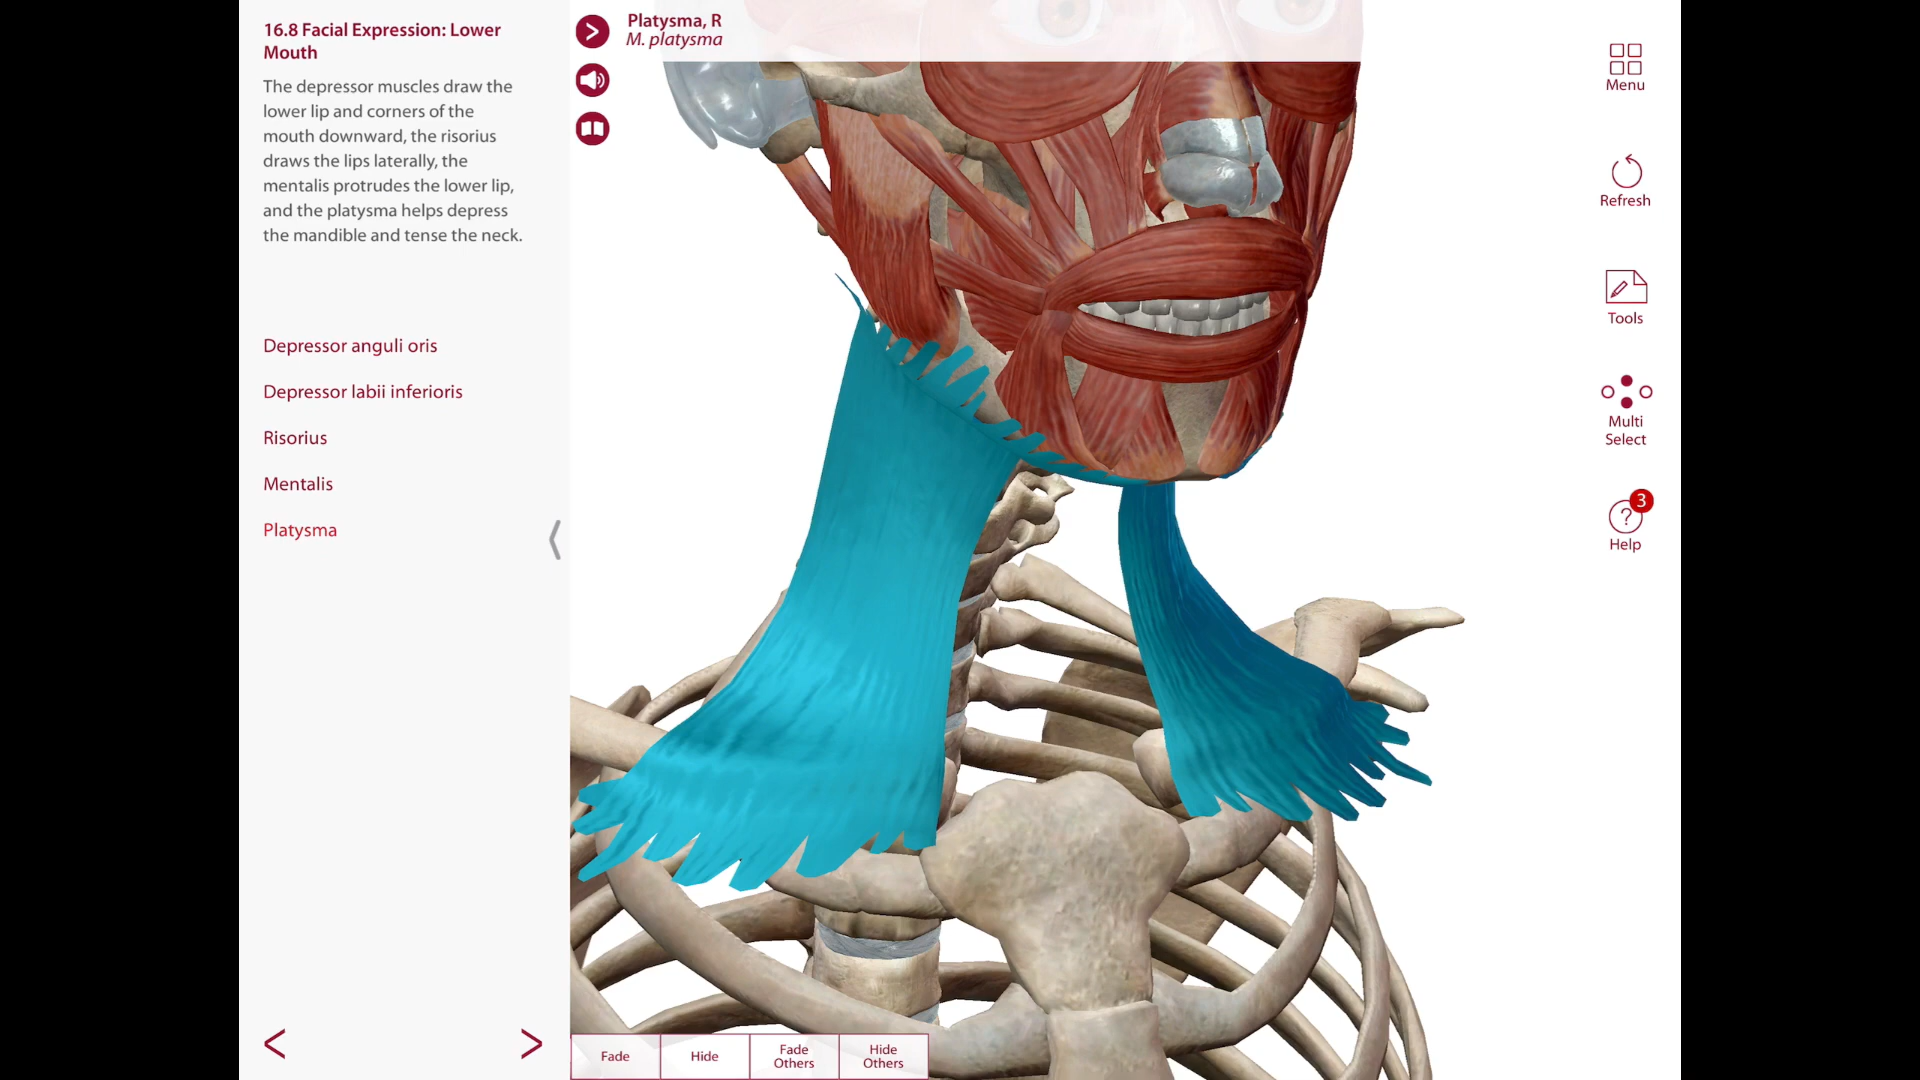 16.8 Facial Expression: Lower
Mouth
The depressor muscles draw the
lower lip and corners of the
mouth downward, the risorius
draws the lips laterally, the
mentalis protrudes the lower lip,
and the platysma helps depress
the mandible and tense the neck.
Depressor anguli oris
Depressor labii inferioris
Risorius
Mentalis
Platysma
Platysma, R
M. platysma
Menu
Refresh
Tools
Multi
Select
3
?
Help
Fade
Hide
Fade
Others
Hide
Others